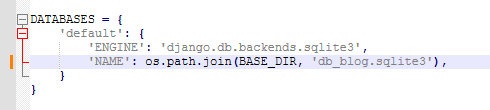 DATABASES = {
    'default': {
        'ENGINE': 'django.db.backends.sqlite3',
        'NAME': os.path.join(BASE_DIR, 'db_blog.sqlite3'),
    }
}